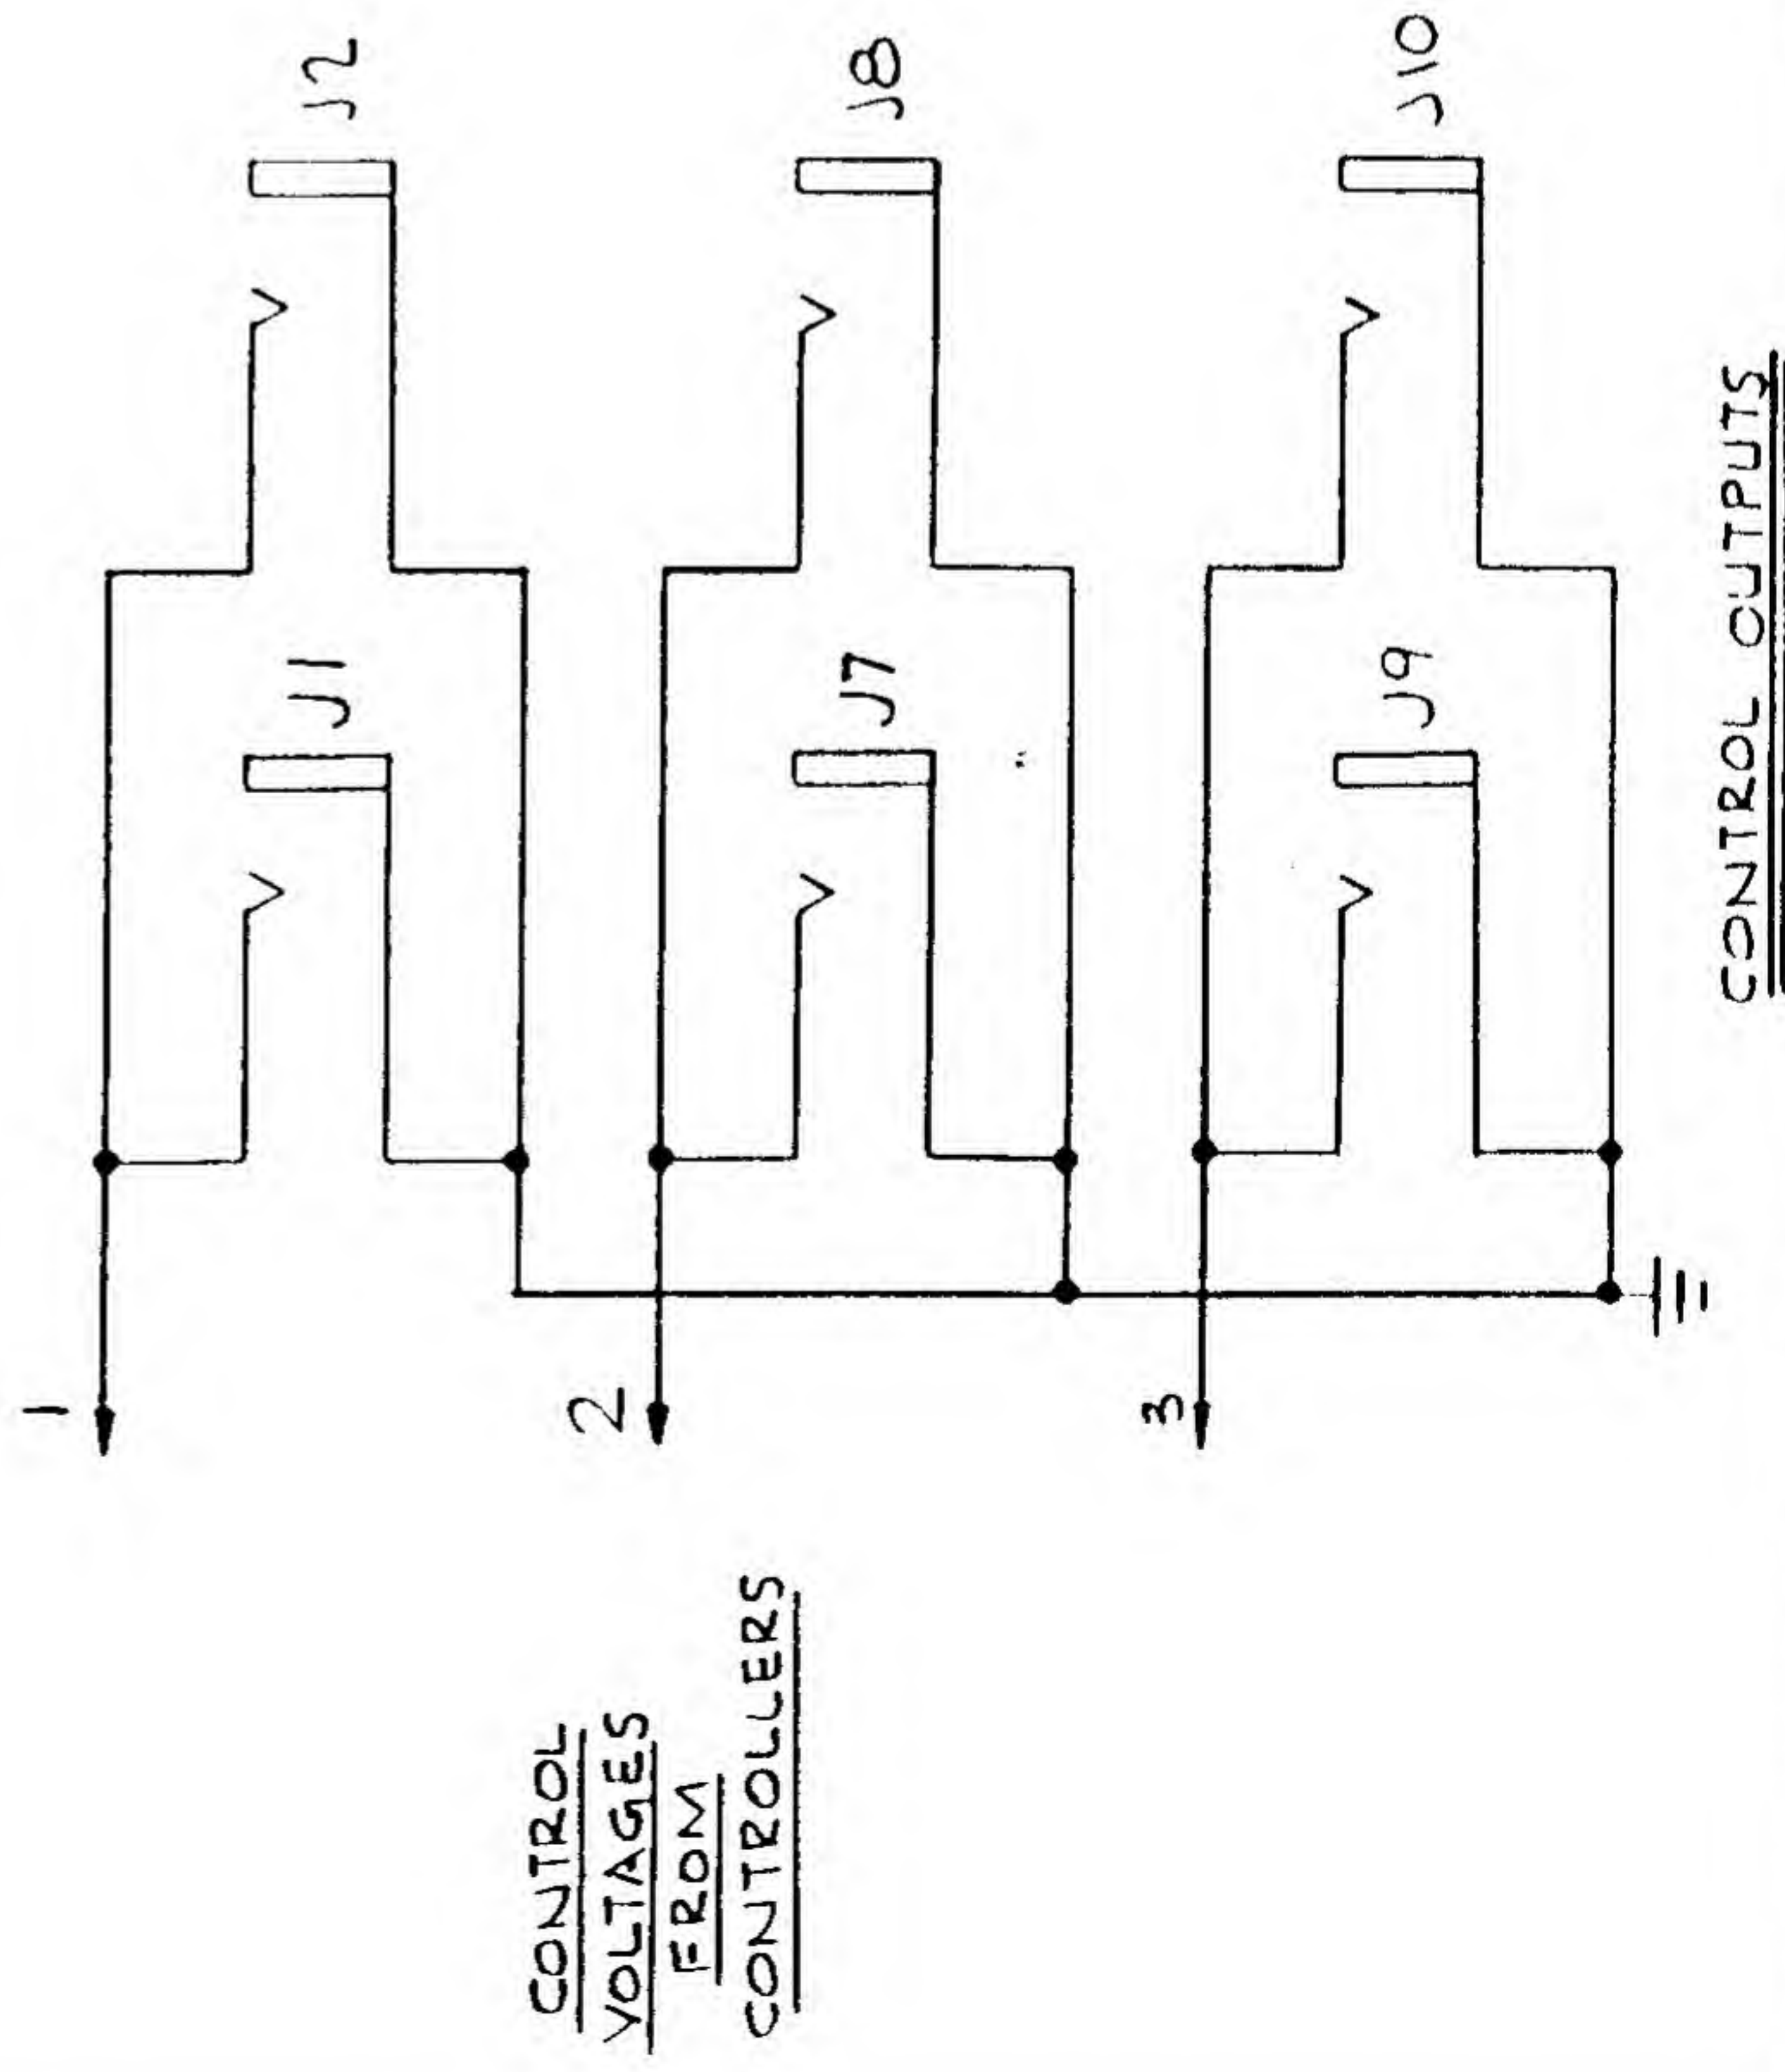 1
J1
J2
2
J7
J8
3
J9
J10
CONTROL
VOLTAGES
FROM
CONTROLLERS
CONTROL OUTPUTS